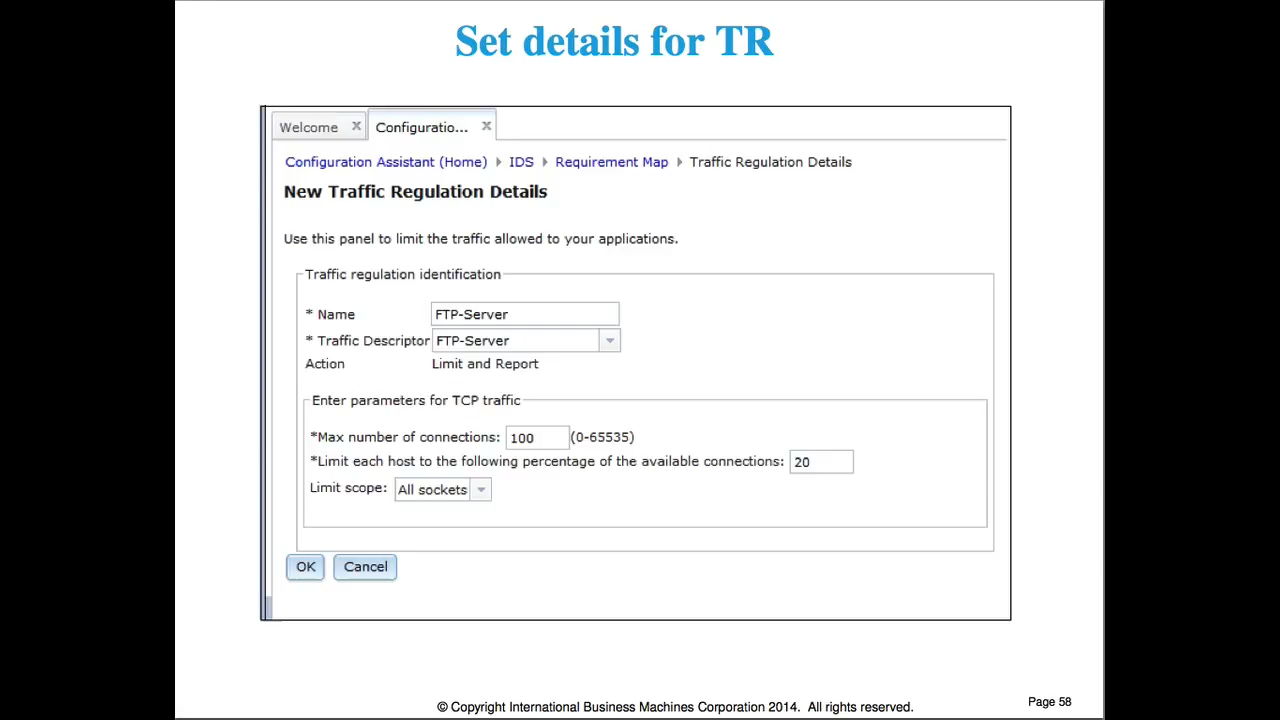 Set details for TR
Welcome x Configuratio... x
Configuration Assistant (Home) IDS Requirement Map Traffic Regulation Details
New Traffic Regulation Details
Use this panel to limit the traffic allowed to your applications.
Traffic regulation identification
* Name FTP-Server
* Traffic Descriptor FTP-Server
Action Limit and Report
Enter parameters for TCP traffic
*Max number of connections: 100 (0-65535)
*Limit each host to the following percentage of the available connections: 20
Limit scope: All sockets
OK Cancel
© Copyright International Business Machines Corporation 2014. All rights reserved.
Page 58